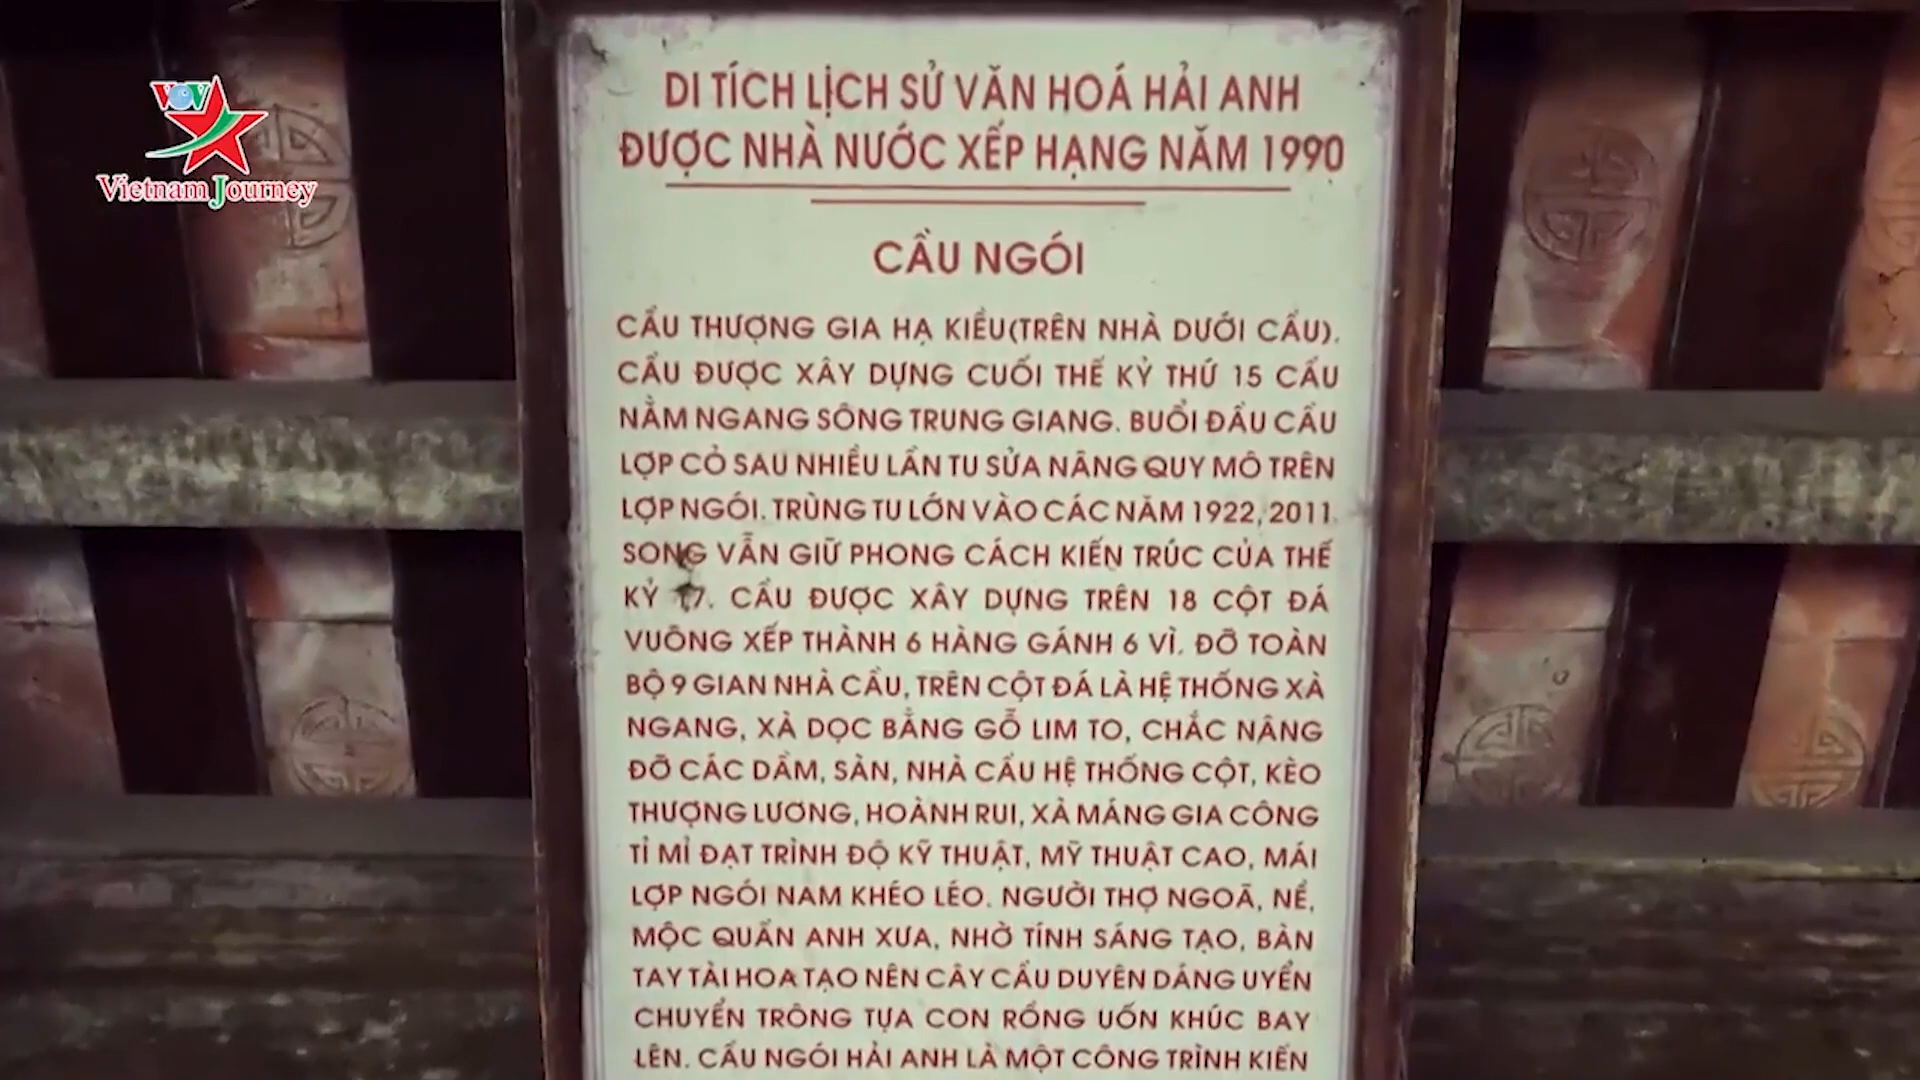 VOV
Vietnam Journey
DI TÍCH LỊCH SỬ VĂN HOÁ HẢI ANH
ĐƯỢC NHÀ NƯỚC XẾP HẠNG NĂM 1990
CẦU NGÓI
CẦU THƯỢNG GIA HẠ KIỀU(TRÊN NHÀ DƯỚI CẦU).
CẦU ĐƯỢC XÂY DỰNG CUỐI THẾ KỶ THỨ 15 CẦU
NẰM NGANG SÔNG TRUNG GIANG. BUỔI ĐẦU CẦU
LỢP CỎ SAU NHIỀU LẦN TU SỬA NÂNG QUY MÔ TRÊN
LỢP NGÓI. TRÙNG TU LỚN VÀO CÁC NĂM 1922, 2011.
SONG VẪN GIỮ PHONG CÁCH KIẾN TRÚC CỦA THẾ
KỶ 17. CẦU ĐƯỢC XÂY DỰNG TRÊN 18 CỘT ĐÁ
VUÔNG XẾP THÀNH 6 HÀNG GÁNH 6 VÌ. ĐỠ TOÀN
BỘ 9 GIAN NHÀ CẦU, TRÊN CỘT ĐÁ LÀ HỆ THỐNG XÀ
NGANG, XÀ DỌC BẰNG GỖ LIM TO, CHẮC NÂNG
ĐỠ CÁC DẦM, SÀN, NHÀ CẦU HỆ THỐNG CỘT, KÈO
THƯỢNG LƯƠNG, HOÀNH RUI, XÀ MÁNG GIA CÔNG
TỈ MỈ ĐẠT TRÌNH ĐỘ KỸ THUẬT, MỸ THUẬT CAO, MÁI
LỢP NGÓI NAM KHÉO LÉO. NGƯỜI THỢ NGOÃ, NỀ,
MỘC QUẦN ANH XƯA, NHỜ TÍNH SÁNG TẠO, BÀN
TAY TÀI HOA TẠO NÊN CÂY CẦU DUYÊN DÁNG UYỂN
CHUYỂN TRÔNG TỰA CON RỒNG UỐN KHÚC BAY
LÊN. CẦU NGÓI HẢI ANH LÀ MỘT CÔNG TRÌNH KIẾN